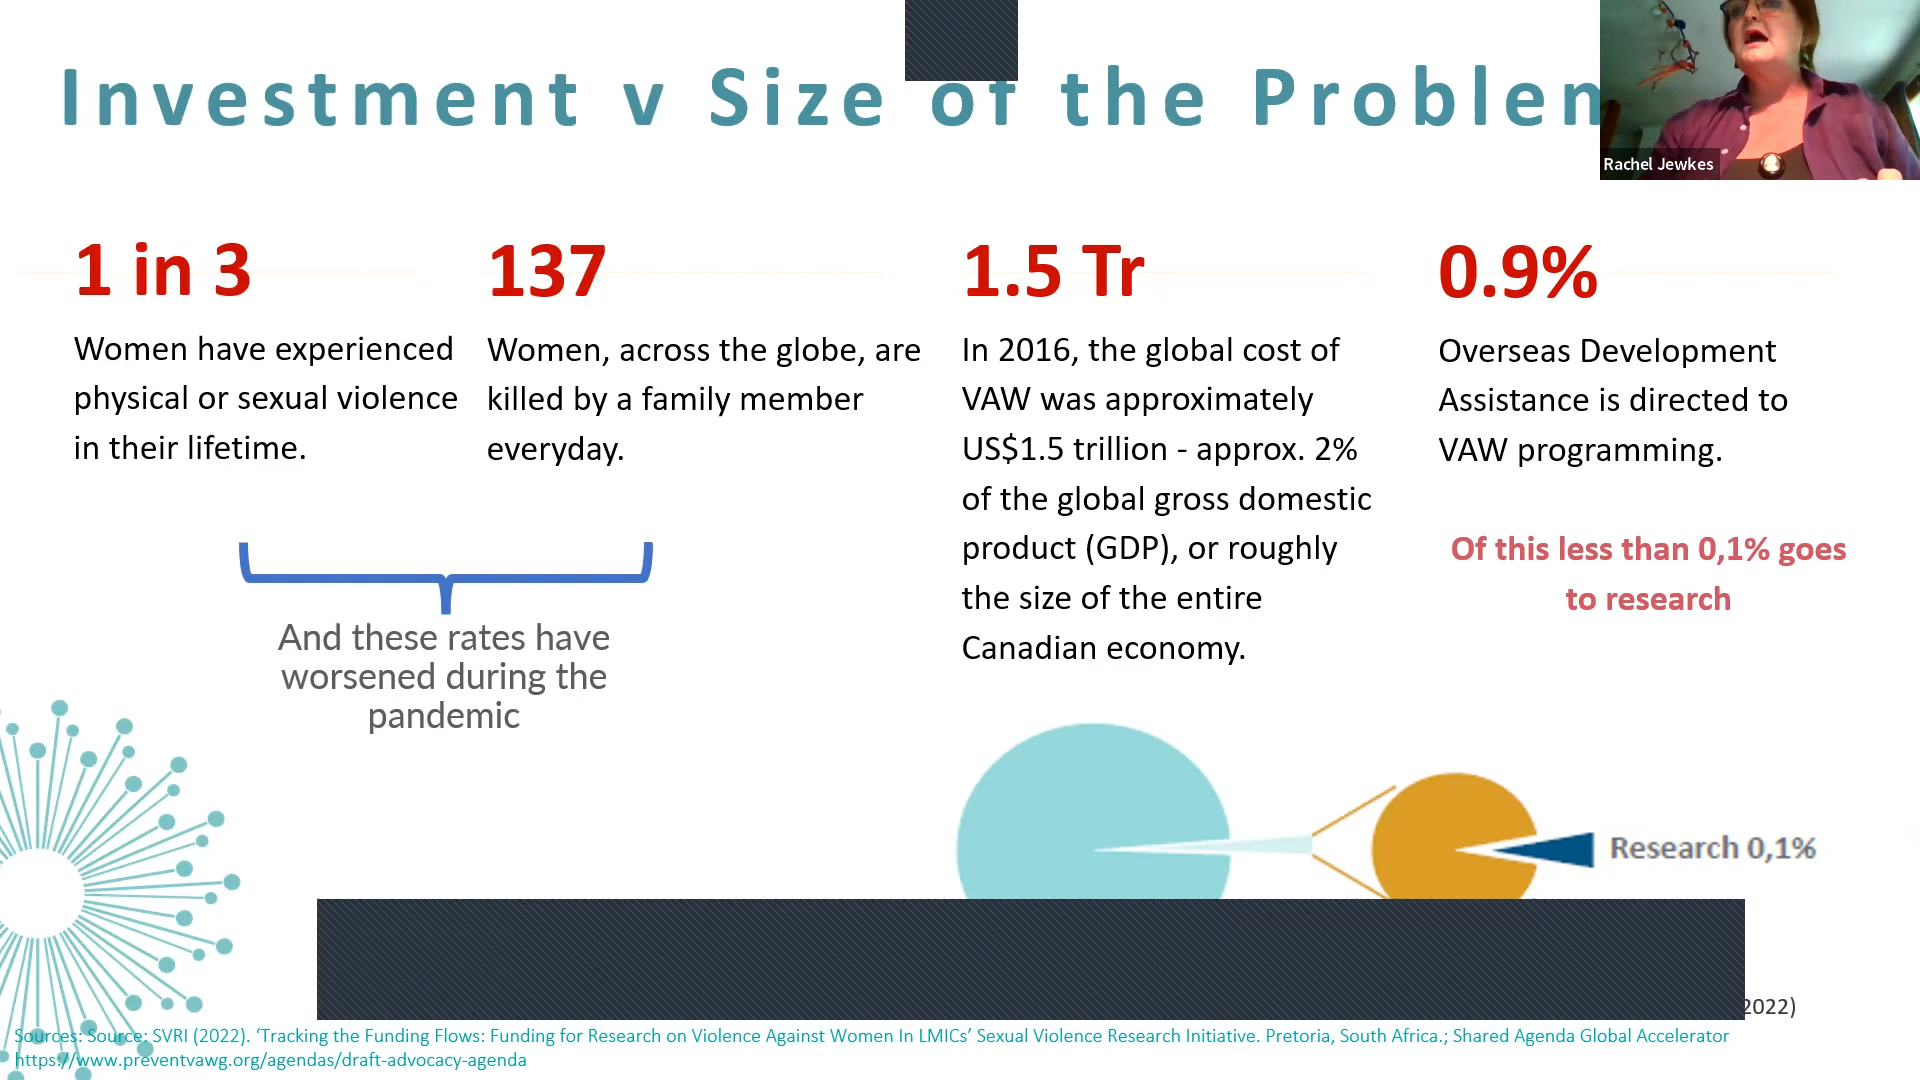 Investment v Size of the Problem
Rachel Jewkes
1 in 3
Women have experienced
physical or sexual violence
in their lifetime.
137
Women, across the globe, are
killed by a family member
everyday.
And these rates have
worsened during the
pandemic
1.5 Tr
In 2016, the global cost of
VAW was approximately
US$1.5 trillion - approx. 2%
of the global gross domestic
product (GDP), or roughly
the size of the entire
Canadian economy.
0.9%
Overseas Development
Assistance is directed to
VAW programming.
Of this less than 0,1% goes
to research
Research 0,1%
2022)
Sources: Source: SVRI (2022). ‘Tracking the Funding Flows: Funding for Research on Violence Against Women In LMICs’ Sexual Violence Research Initiative. Pretoria, South Africa.; Shared Agenda Global Accelerator
https://www.preventvawg.org/agendas/draft-advocacy-agenda